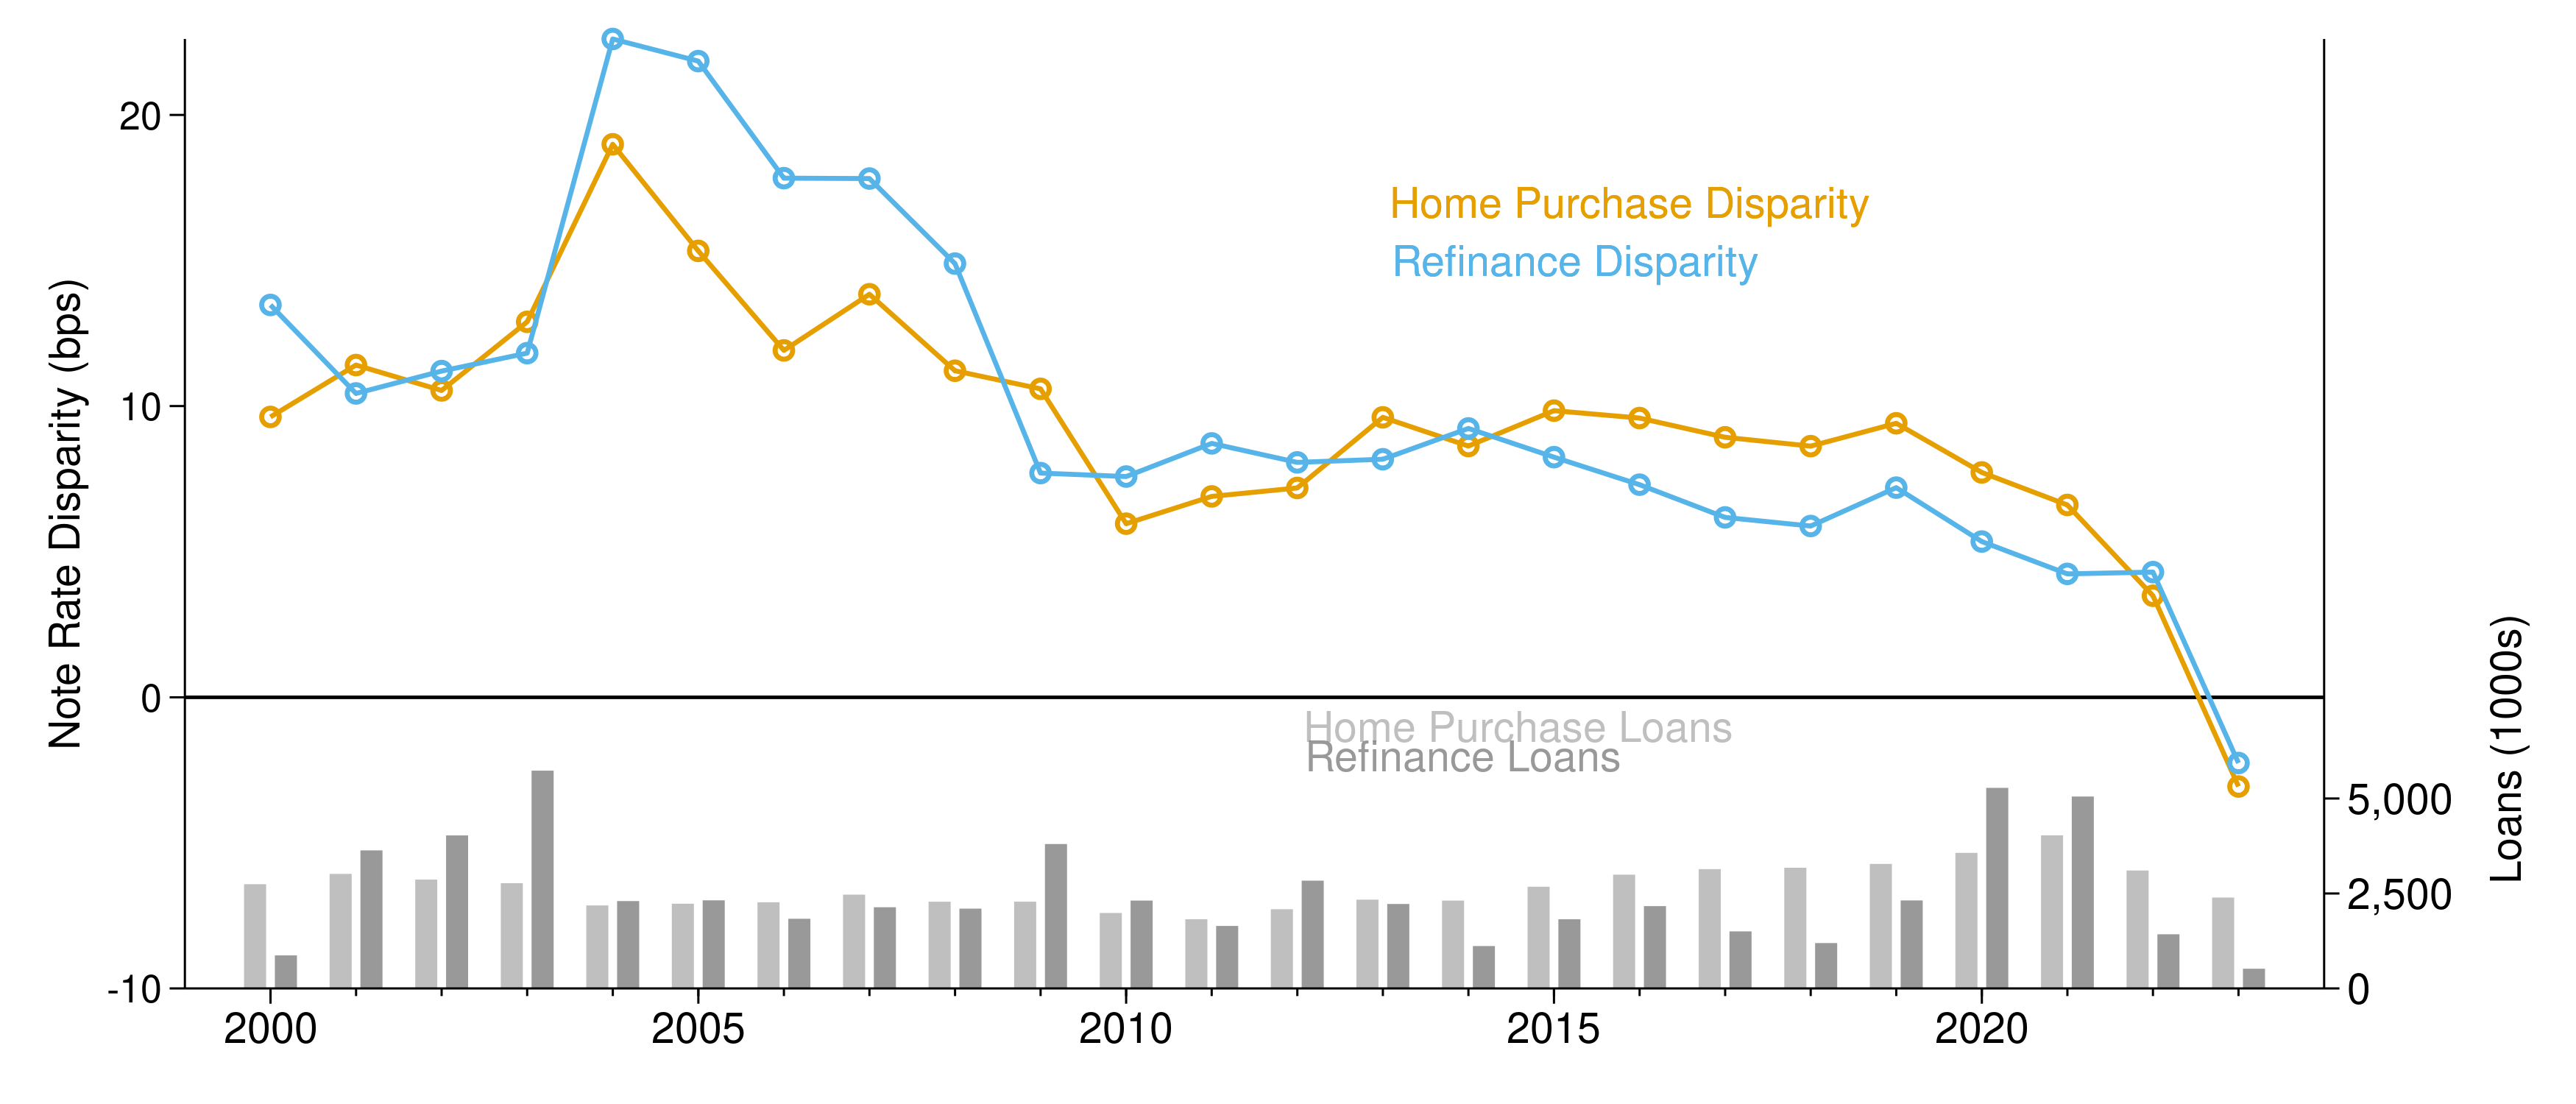 20
10
0
-10
Note Rate Disparity (bps)
Home Purchase Disparity
Refinance Disparity
Home Purchase Loans
Refinance Loans
5,000
2,500
0
Loans (1000s)
2000
2005
2010
2015
2020